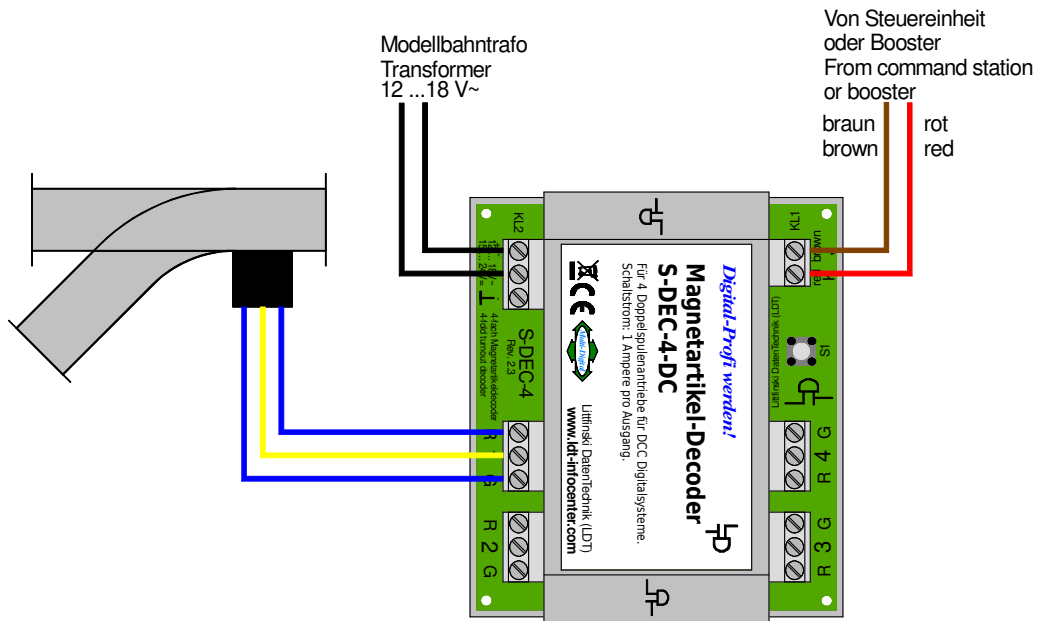 Modellbahntrafo
Transformer
12 ...18 V~
Von Steuereinheit
oder Booster
From command station
or booster
braun
brown
rot
red
KL2
4-fach Magnetartikeldecoder
4-fold turnout decoder
S-DEC-4
Rev. 2.3
R
G
R 2 G
Digital-Profi werden!
Magnetartikel-Decoder
S-DEC-4-DC
Für 4 Doppelspulenantriebe für DCC Digitalsysteme.
Schaltstrom: 1 Ampere pro Ausgang.
CE
Multi-Digital
Littfinski DatenTechnik (LDT)
www.ldt-infocenter.com
KL1
S1
Littfinski DatenTechnik (LDT)
R 4 G
R 3 G